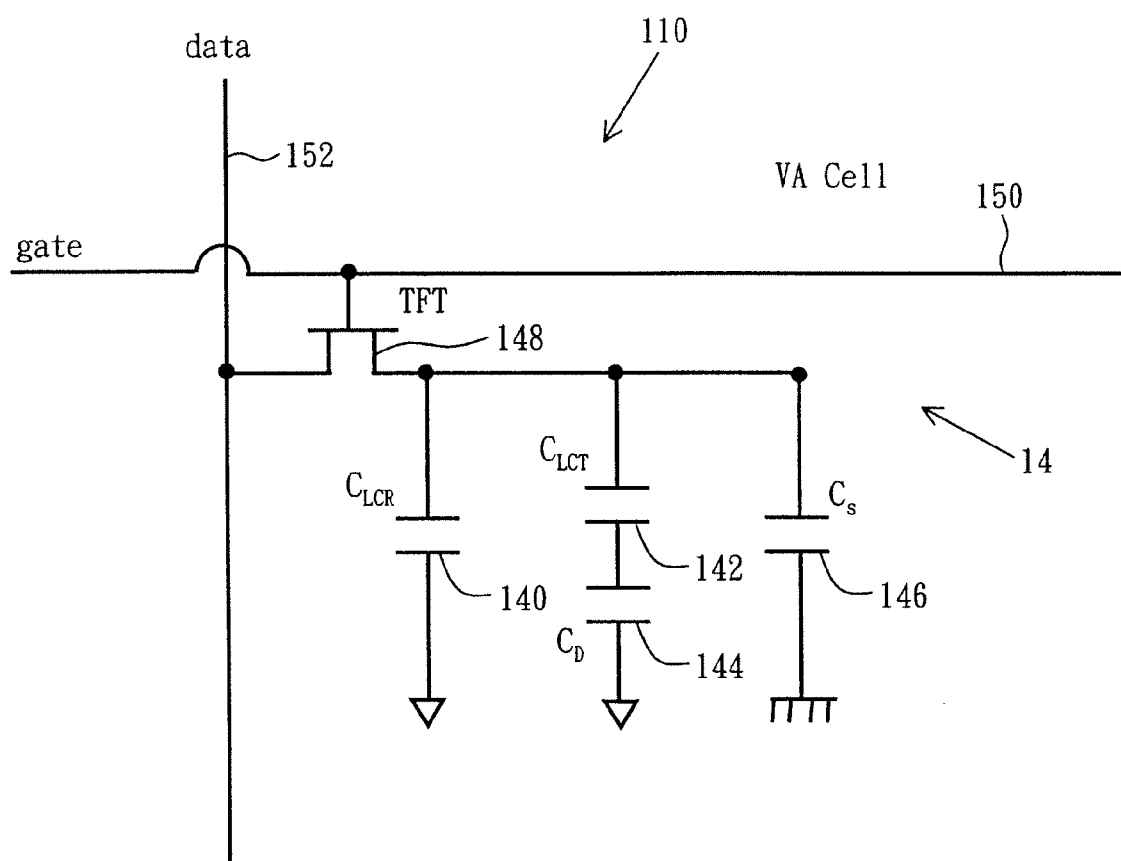 110
data
152
VA Cell
150
gate
TFT
148
14
C_LCT
C_LCR
C_s
142
146
140
C_D
144